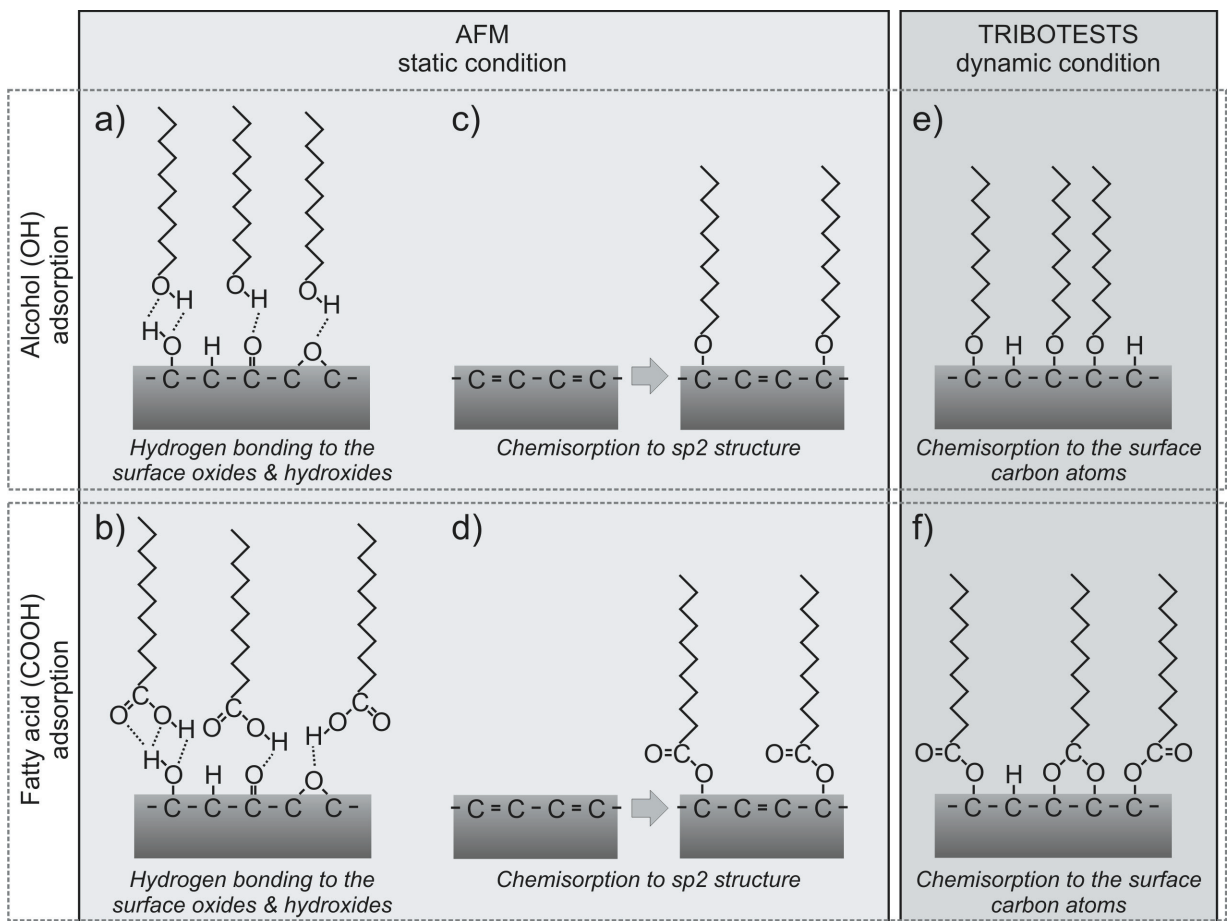 AFM
static condition
TRIBOTESTS
dynamic condition
Alcohol (OH)
adsorption
a)
O H
H O H O
O H O
O H O
- C - C - C - C C -
Hydrogen bonding to the
surface oxides & hydroxides
c)
- C = C - C = C -
O O
- C - C = C - C -
Chemisorption to sp2 structure
e)
O H O O H
- C - C - C - C - C -
Chemisorption to the surface
carbon atoms
Fatty acid (COOH)
adsorption
b)
C C C
O O H O O H H O O
H O H O O
- C - C - C - C C -
Hydrogen bonding to the
surface oxides & hydroxides
d)
- C = C - C = C -
O=C O=C
O O
- C - C = C - C -
Chemisorption to sp2 structure
f)
O=C C C=O
O H O O O
- C - C - C - C - C -
Chemisorption to the surface
carbon atoms